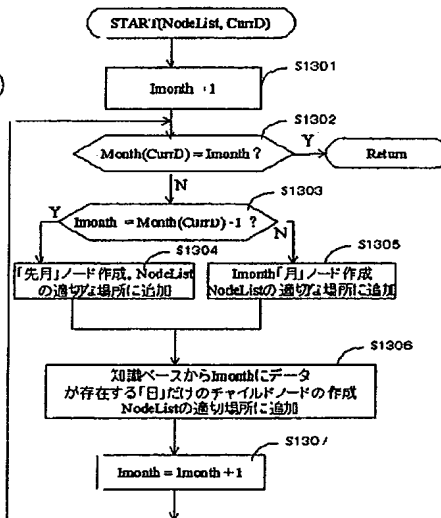 START(NodeList, CurrD)
S1301
Imonth = 1
S1302
Month(CurrD) = Imonth ?
Y
Return
N
S1303
Imonth = Month(CurrD) - 1 ?
Y
N
S1304
S1305
「先月」ノード作成。NodeList
の適切な場所に追加
Imonth「月」ノード作成
NodeListの適切な場所に追加
S1306
知識ベースからImonthにデータ
が存在する「日」だけのチャイルドノードの作成
NodeListの適切場所に追加
S1307
Imonth = Imonth + 1